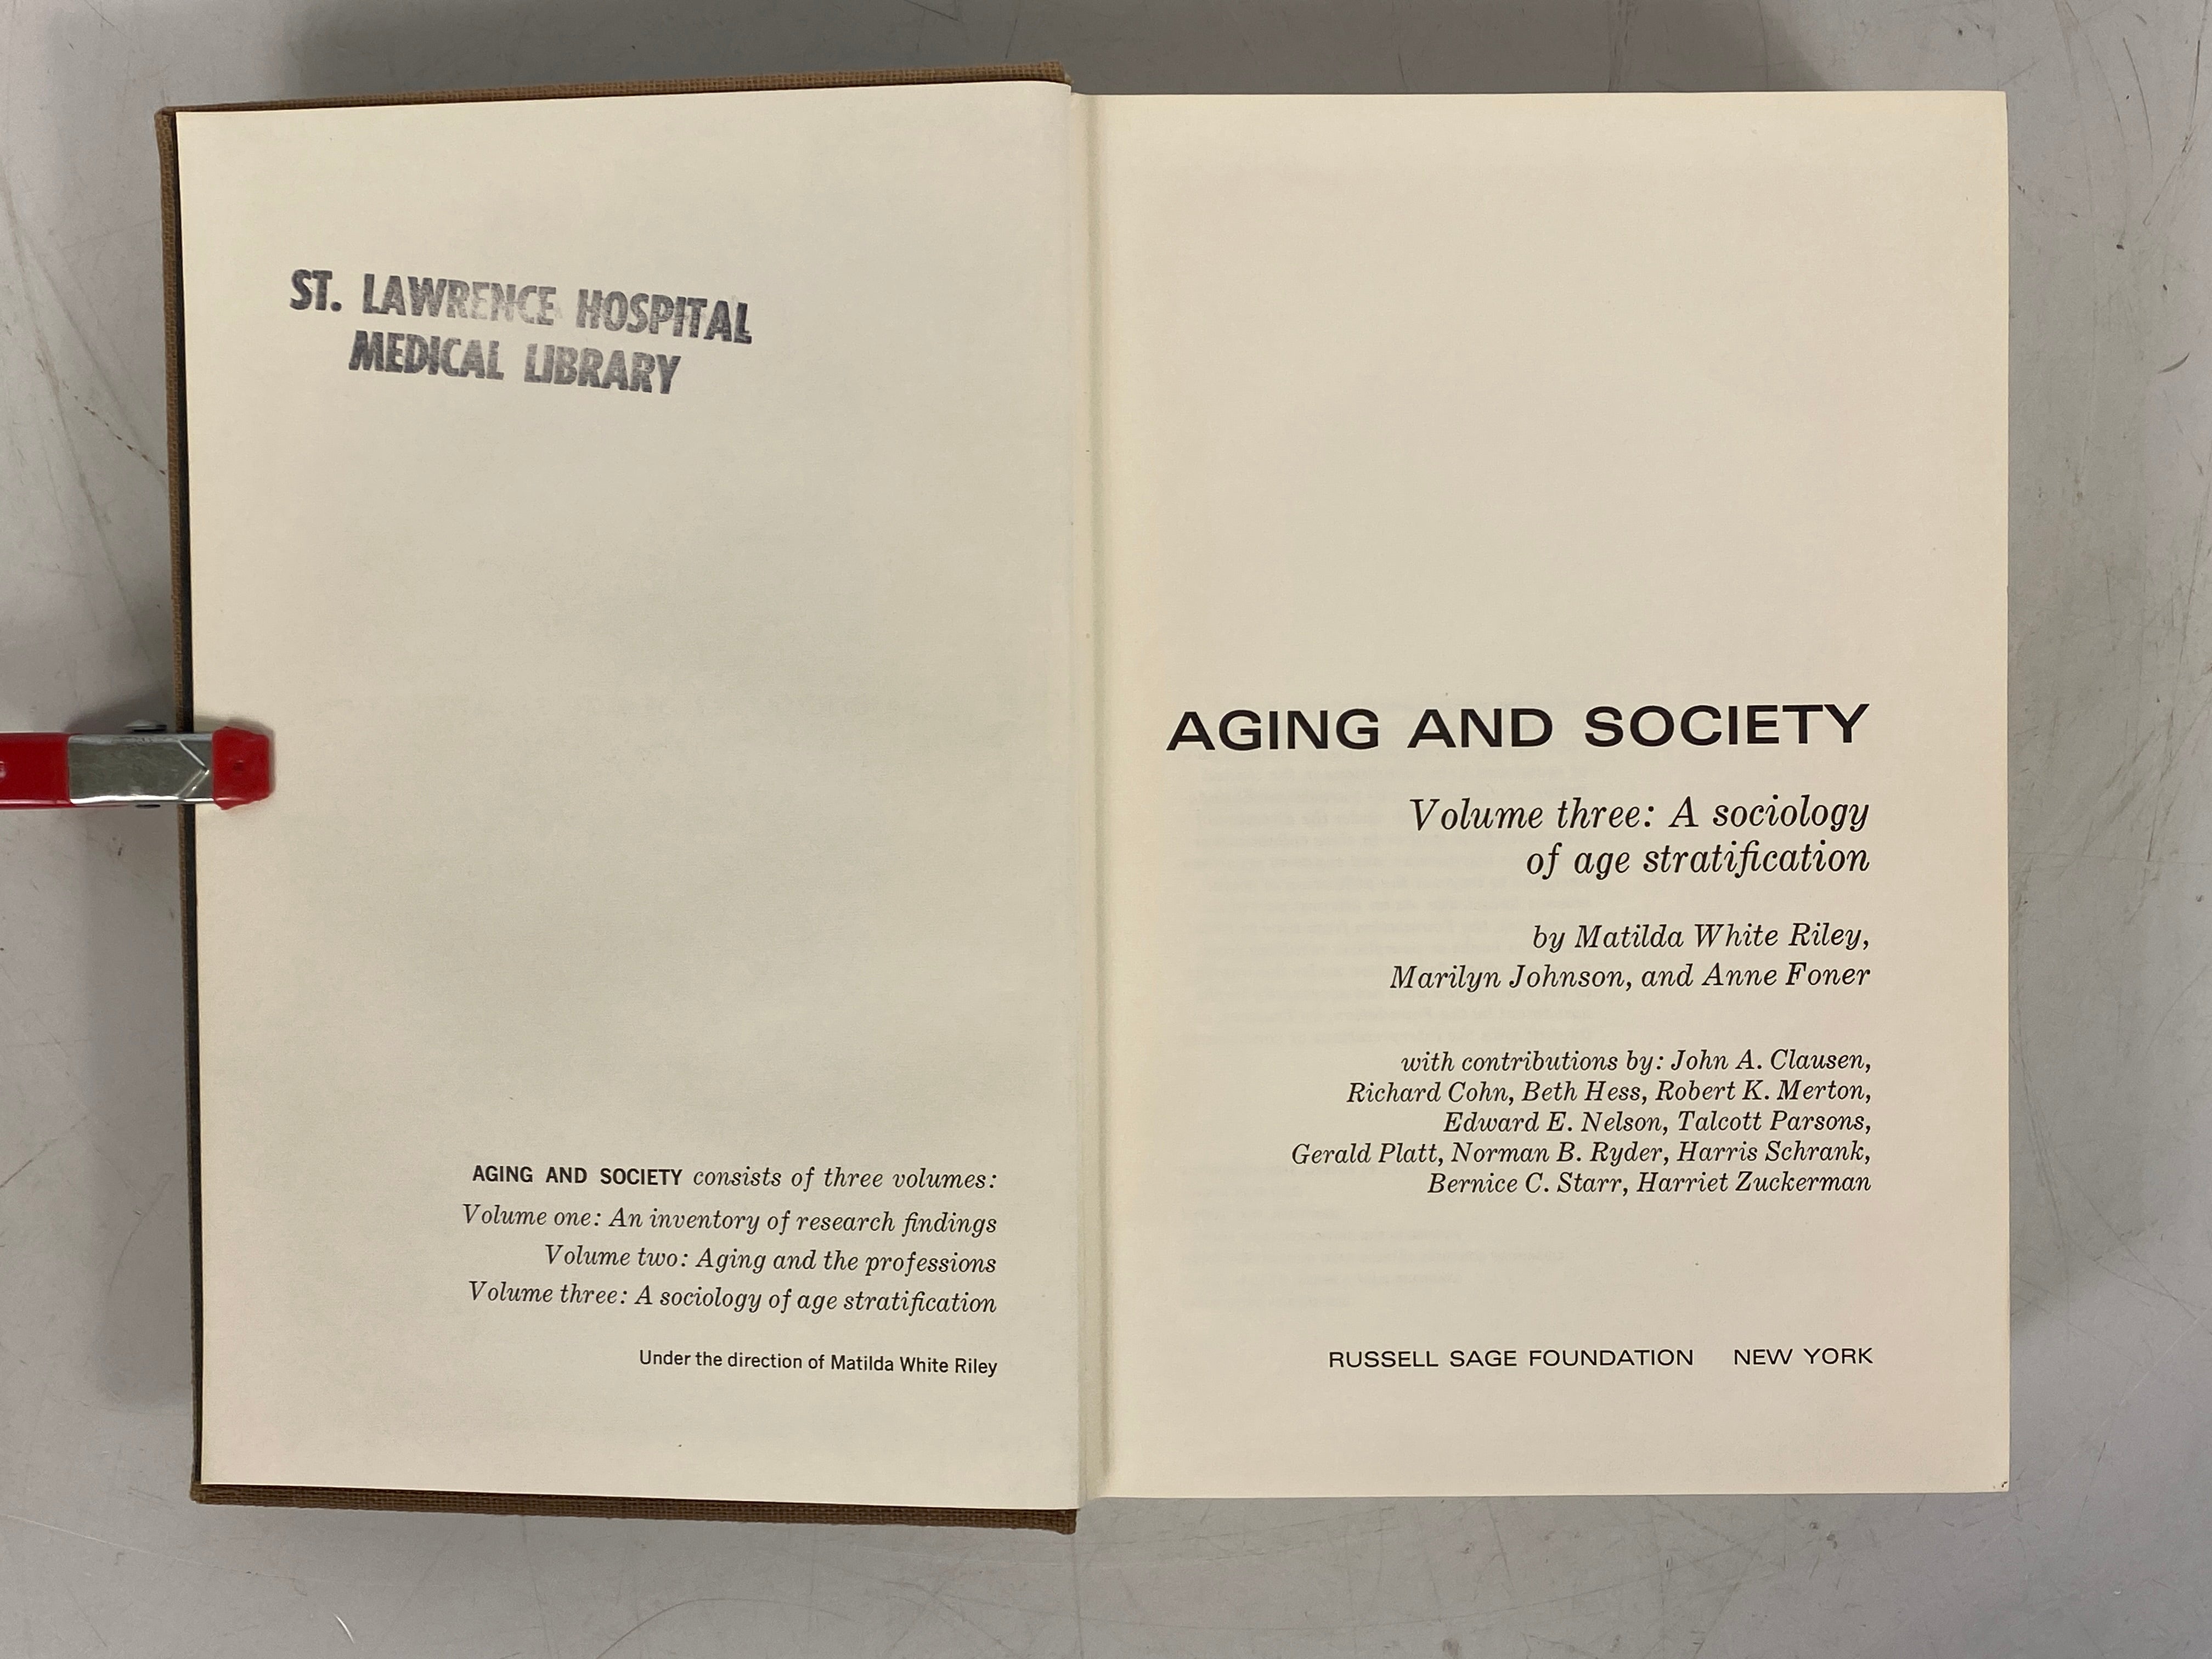 ST. LAWRENCE HOSPITAL
MEDICAL LIBRARY
AGING AND SOCIETY consists of three volumes:
Volume one: An inventory of research findings
Volume two: Aging and the professions
Volume three: A sociology of age stratification
Under the direction of Matilda White Riley
AGING AND SOCIETY
Volume three: A sociology
of age stratification
by Matilda White Riley,
Marilyn Johnson, and Anne Foner
with contributions by: John A. Clausen,
Richard Cohn, Beth Hess, Robert K. Merton,
Edward E. Nelson, Talcott Parsons,
Gerald Platt, Norman B. Ryder, Harris Schrank,
Bernice C. Starr, Harriet Zuckerman
RUSSELL SAGE FOUNDATION NEW YORK